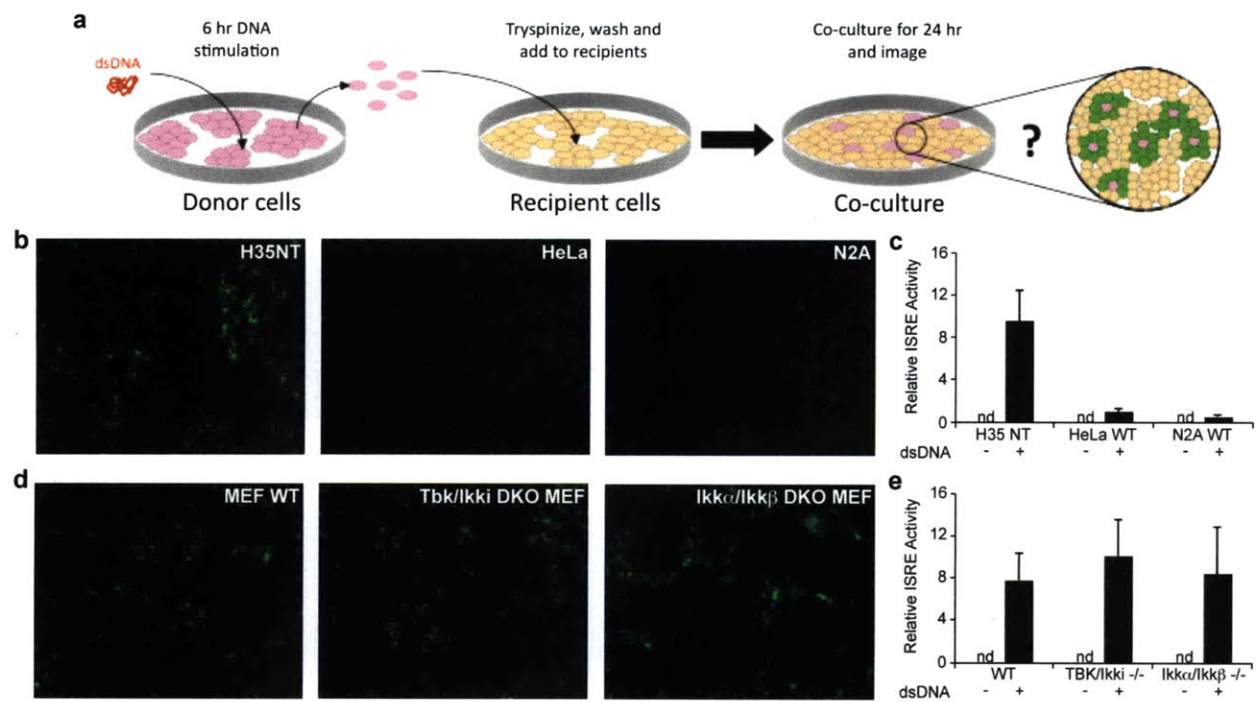 a
6 hr DNA
stimulation
dsDNA
Donor cells
Tryspinize, wash and
add to recipients
Recipient cells
Co-culture for 24 hr
and image
Co-culture
?
b
H35NT
HeLa
N2A
c
Relative ISRE Activity
16
12
8
4
0
nd nd nd
H35 NT HeLa WT N2A WT
dsDNA - + - + - +
d
MEF WT
Tbk/Ikki DKO MEF
Ikkα/Ikkβ DKO MEF
e
Relative ISRE Activity
16
12
8
4
0
nd nd nd
WT TBK/Ikki -/- Ikkα/Ikkβ -/-
dsDNA - + - + - +